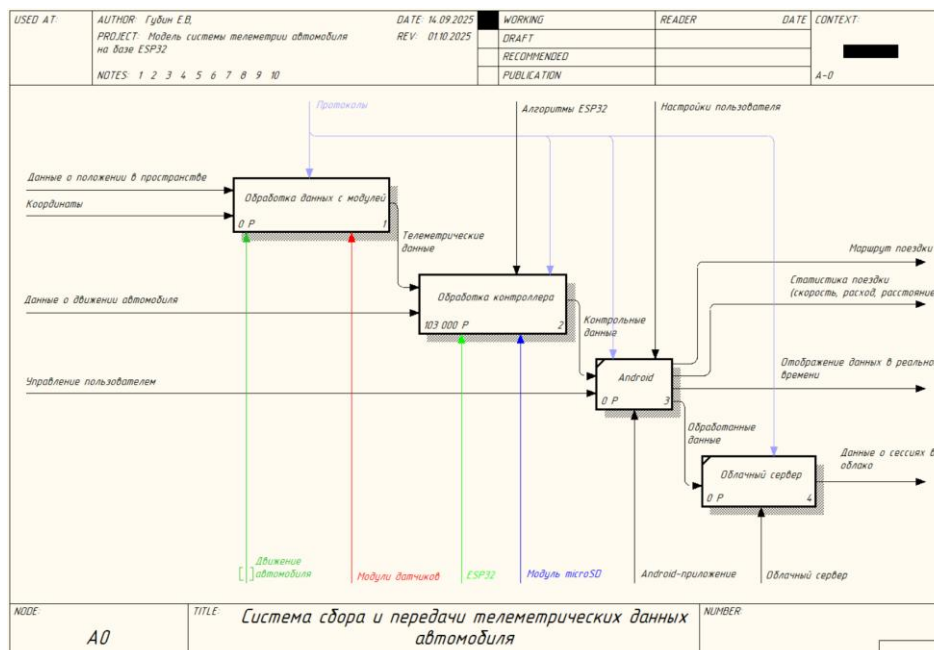 USED AT:
AUTHOR: Губин Е.В,
DATE: 14.09.2025
WORKING
READER
DATE
CONTEXT:
PROJECT: Модель системы телеметрии автомобиля
на базе ESP32
REV: 01.10.2025
DRAFT
RECOMMENDED
NOTES: 1 2 3 4 5 6 7 8 9 10
PUBLICATION
A-0
Протоколы
Алгоритмы ESP32
Настройки пользователя
Данные о положении в пространстве
Координаты
Обработка данных с модулей
0 Р
1
Телеметрические
данные
Данные о движении автомобиля
Обработка контроллера
103 000 Р
2
Контрольные
данные
Маршрут поездки
Статистика поездки
(скорость, расход, расстояние
Управление пользователем
Android
0 Р
3
Отображение данных в реально
времени
Обработанные
данные
Облачный сервер
0 Р
4
Данные о сессиях в
облако
Движение
автомобиля
Модули датчиков
ESP32
Модуль microSD
Android-приложение
Облачный сервер
NODE:
A0
TITLE:
Система сбора и передачи телеметрических данных
автомобиля
NUMBER: